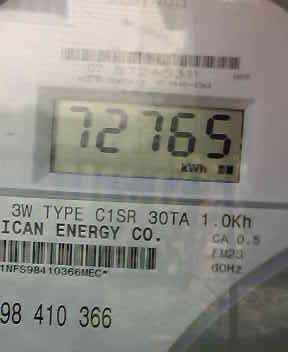 72765
kWh
3W TYPE C1SR 30TA 1.0Kh
ICAN ENERGY CO.
CA 0.5
1NFS98410366MEC*
FM2S
60Hz
98 410 366